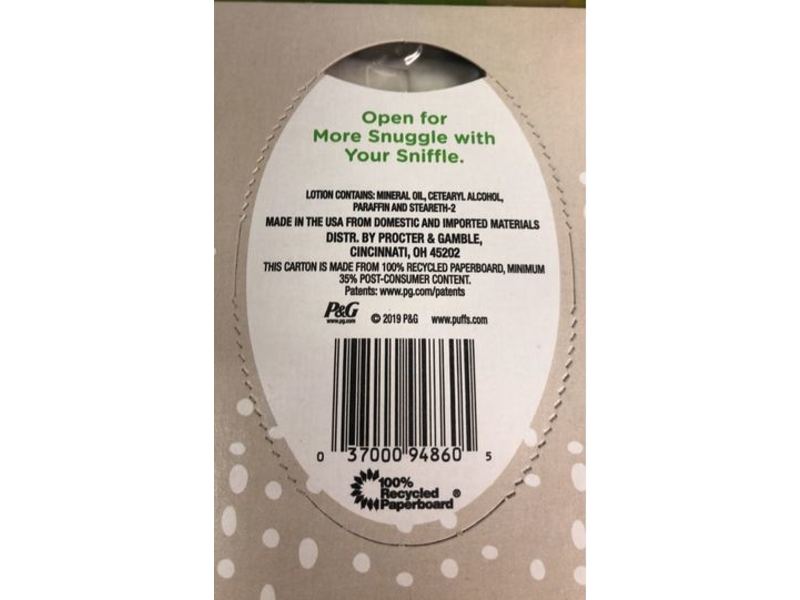 Open for
More Snuggle with
Your Sniffle.
LOTION CONTAINS: MINERAL OIL, CETEARYL ALCOHOL,
PARAFFIN AND STEARETH-2
MADE IN THE USA FROM DOMESTIC AND IMPORTED MATERIALS
DISTR. BY PROCTER & GAMBLE,
CINCINNATI, OH 45202
THIS CARTON IS MADE FROM 100% RECYCLED PAPERBOARD, MINIMUM
35% POST-CONSUMER CONTENT.
Patents: www.pg.com/patents
P&G © 2019 P&G www.puffs.com
www.pg.com
0 37000 94860 5
100%
Recycled
Paperboard ®